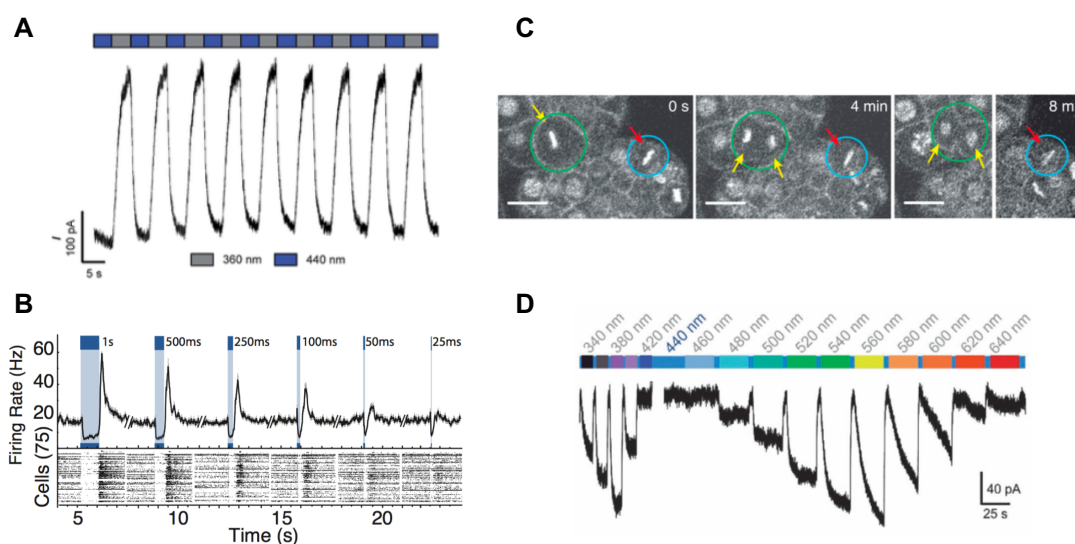 A
I
100 pA
5 s
360 nm
440 nm
B
Firing Rate (Hz)
60
40
20
0
1s
500ms
250ms
100ms
50ms
25ms
Cells (75)
5
10
15
20
Time (s)
C
0 s
4 min
8 m
D
340 nm
380 nm
420 nm
440 nm
460 nm
480 nm
500 nm
520 nm
540 nm
560 nm
580 nm
600 nm
620 nm
640 nm
40 pA
25 s